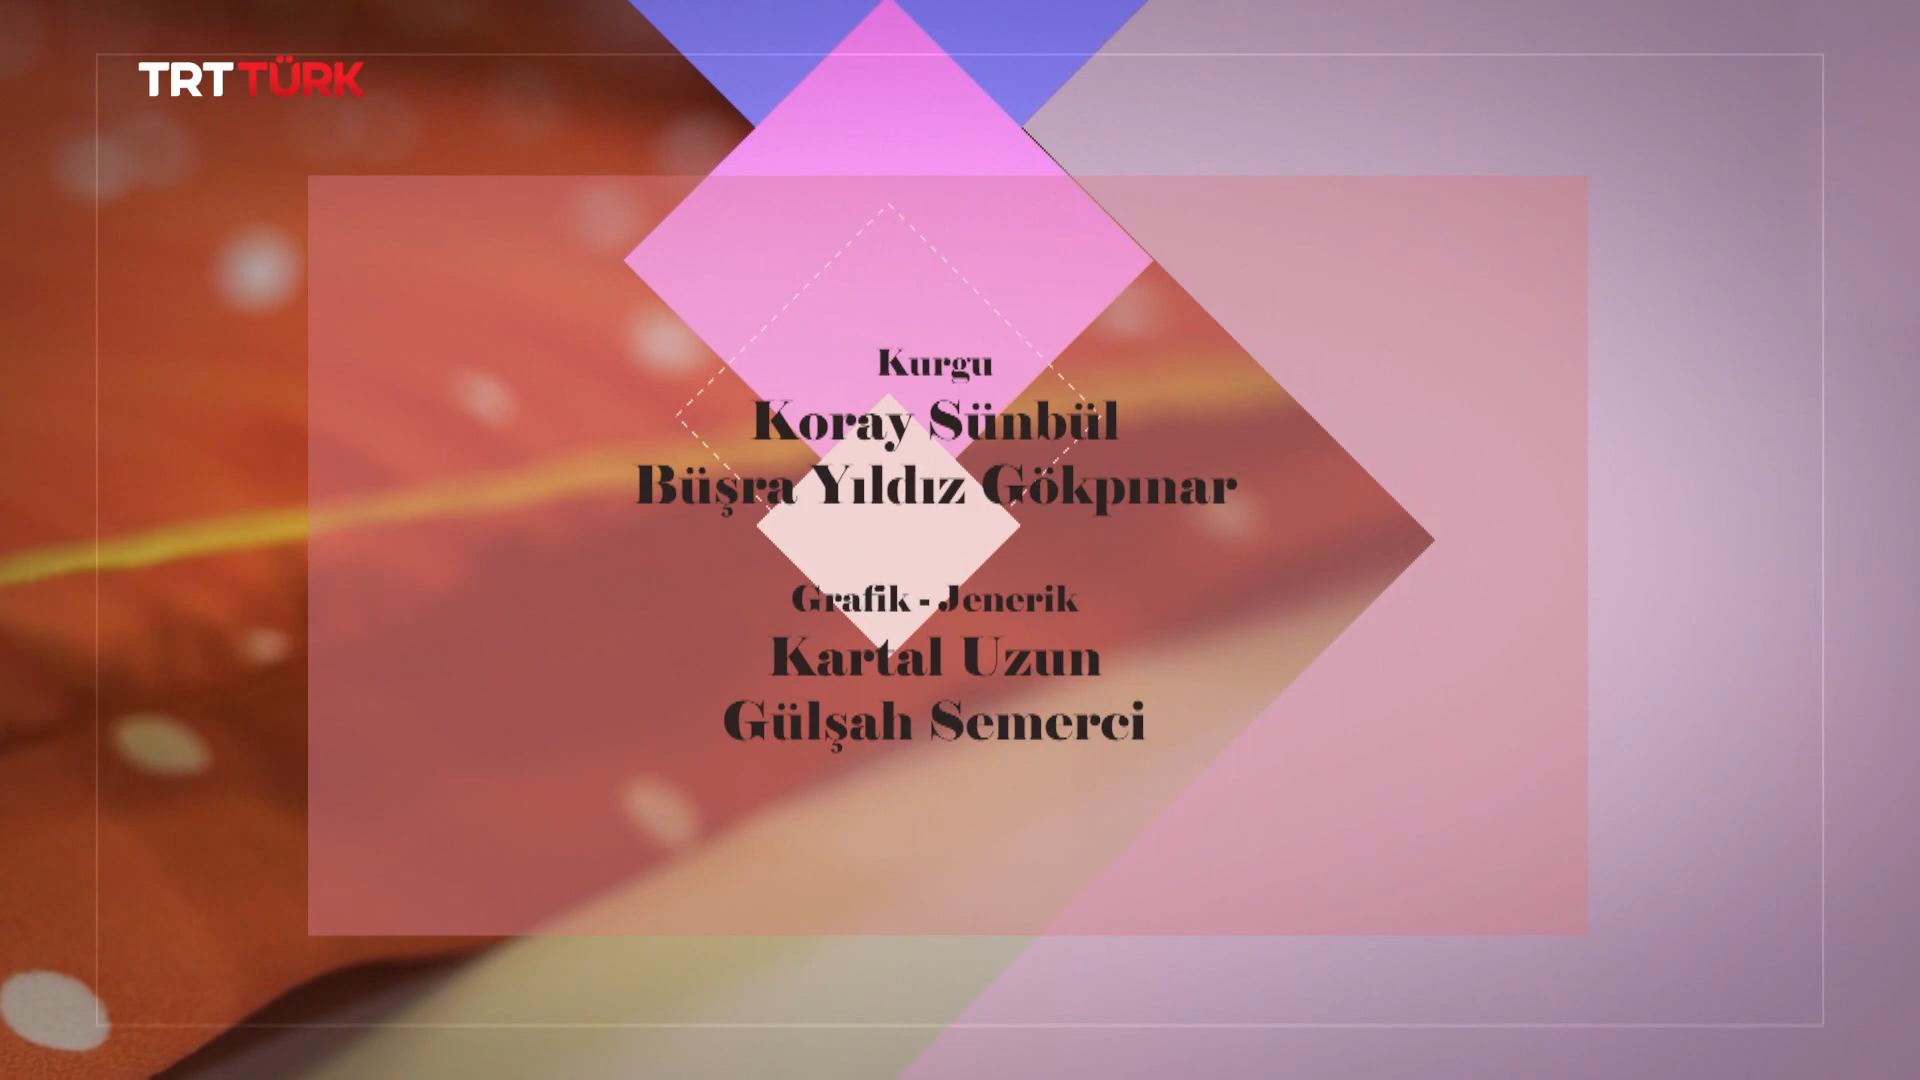 TRT TÜRK
Kurgu
Koray Sünbül
Büşra Yıldız Gökpınar
Grafik - Jenerik
Kartal Uzun
Gülşah Semerci